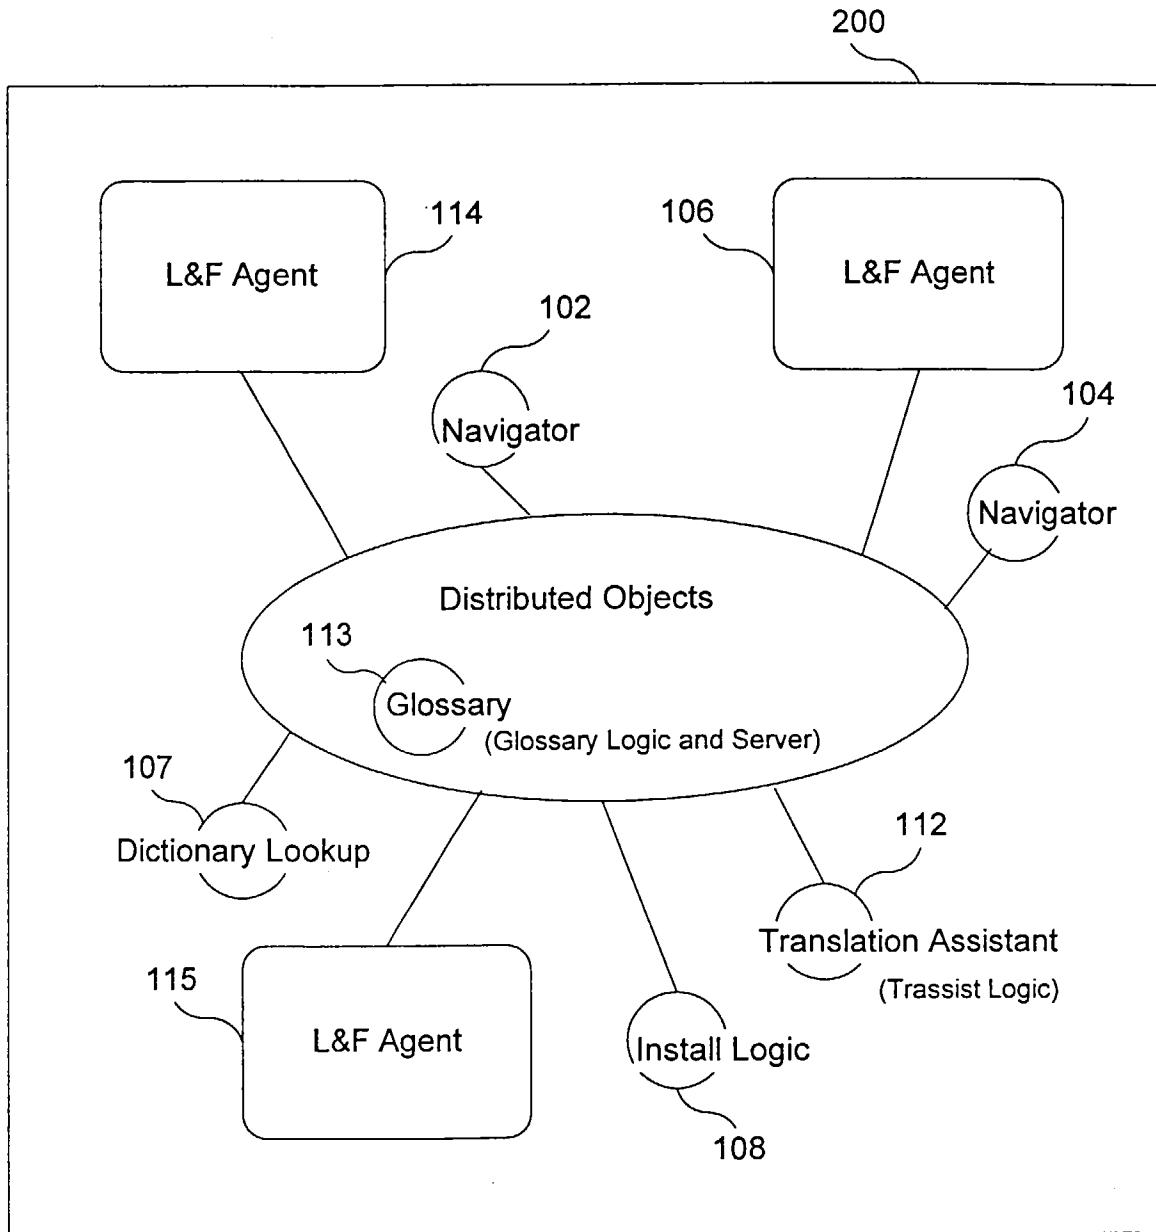 200
114
106
L&F Agent
L&F Agent
102
104
Navigator
Navigator
Distributed Objects
113
Glossary
(Glossary Logic and Server)
107
112
Dictionary Lookup
Translation Assistant
(Trassist Logic)
115
L&F Agent
Install Logic
108